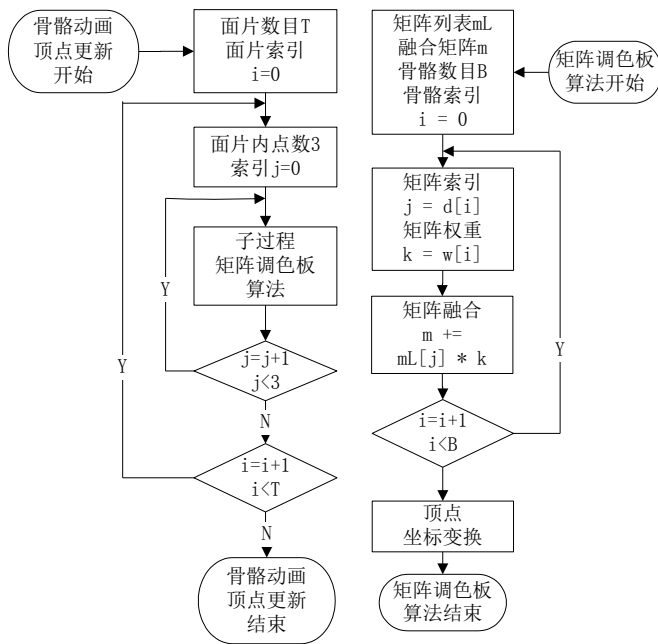 骨骼动画
顶点更新
开始
面片数目T
面片索引
i=0
面片内点数3
索引j=0
子过程
矩阵调色板
算法
Y
j=j+1
j<3
Y
N
i=i+1
i<T
N
骨骼动画
顶点更新
结束
矩阵列表mL
融合矩阵m
骨骼数目B
骨骼索引
i = 0
矩阵调色板
算法开始
矩阵索引
j = d[i]
矩阵权重
k = w[i]
矩阵融合
m +=
mL[j] * k
Y
i=i+1
i<B
顶点
坐标变换
矩阵调色板
算法结束